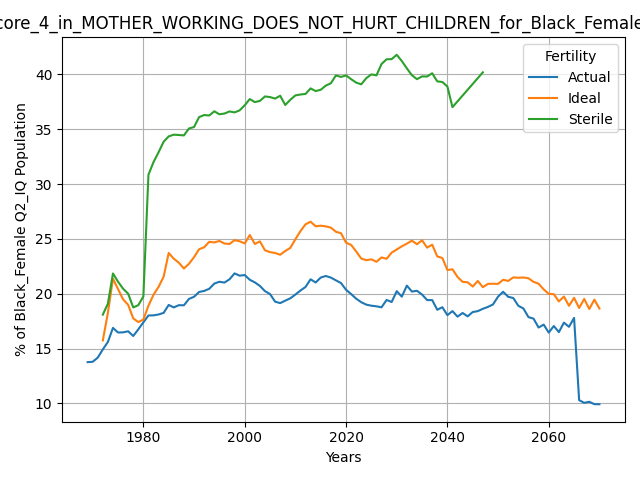 core_4_in_MOTHER_WORKING_DOES_NOT_HURT_CHILDREN_for_Black_Female
Fertility
Actual
Ideal
Sterile
% of Black_Female Q2_IQ Population
40
35
30
25
20
15
10
1980
2000
2020
2040
2060
Years